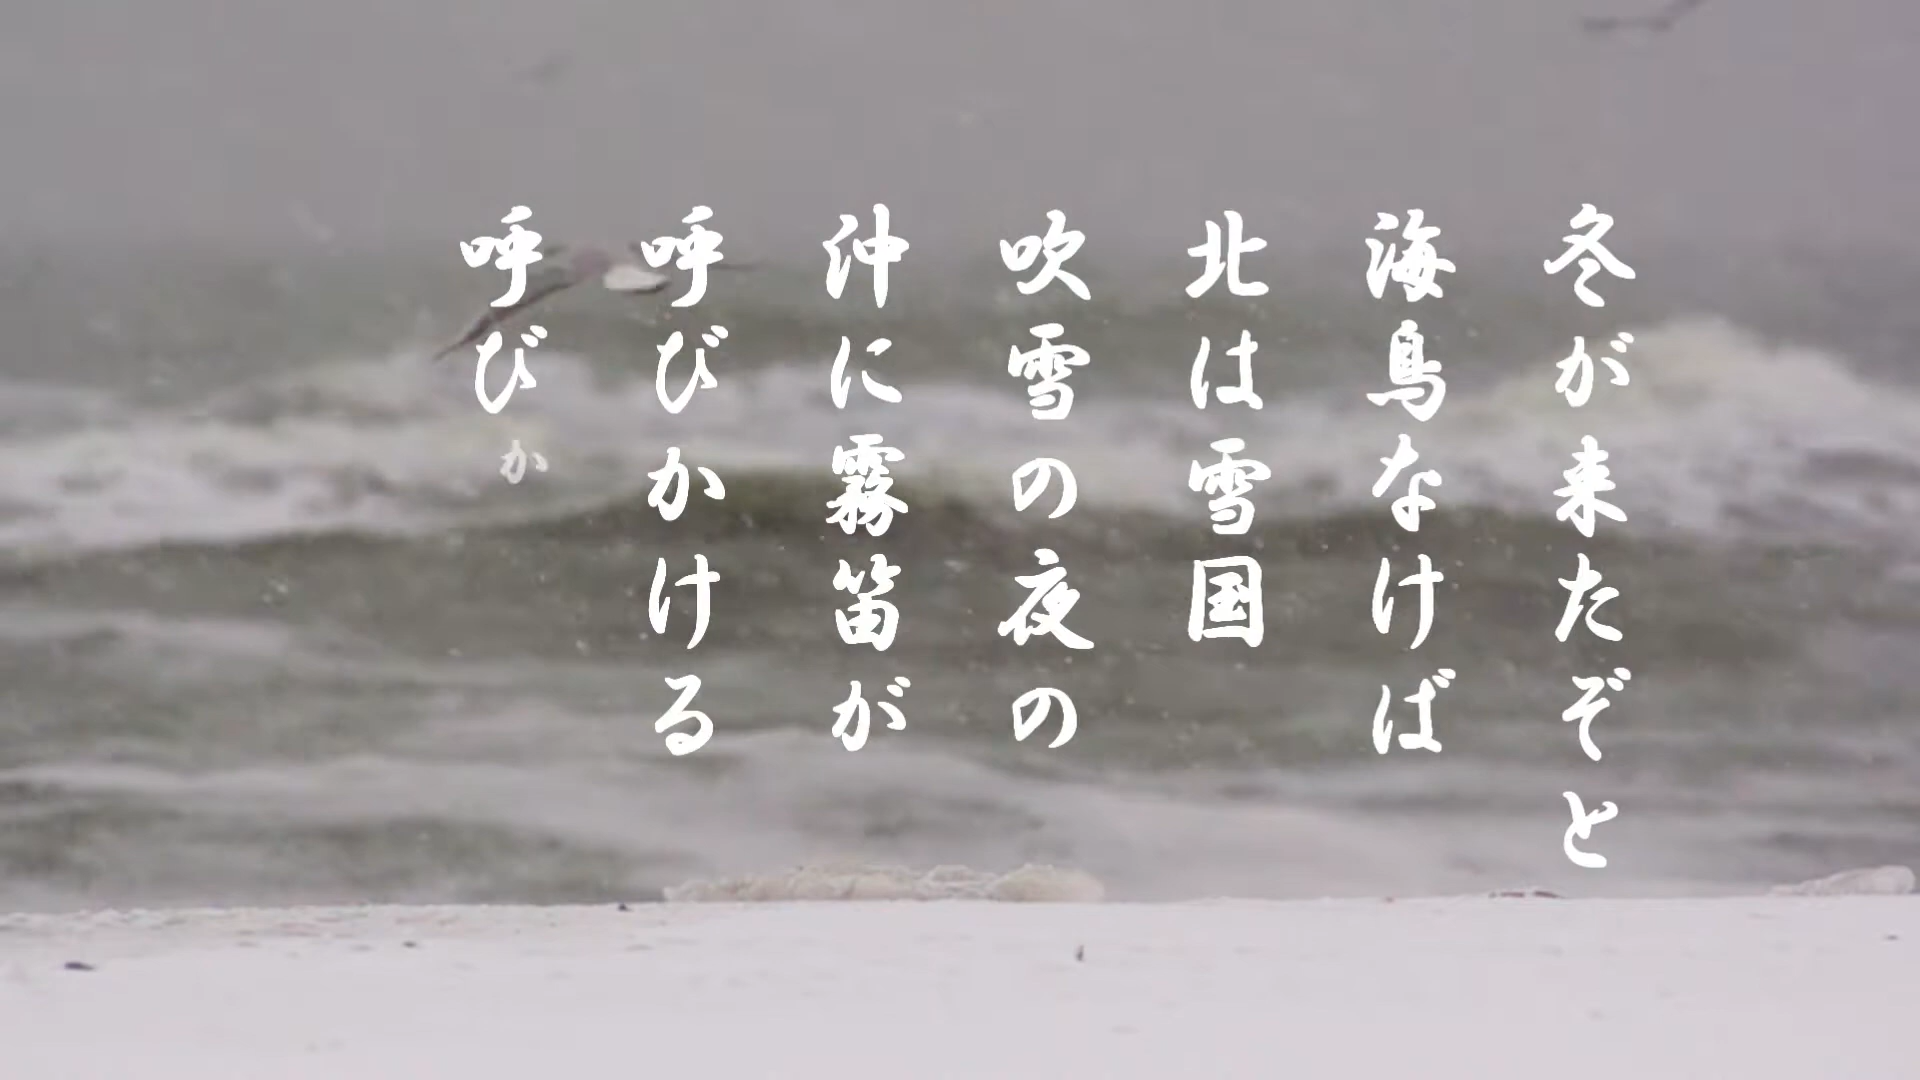 冬が来たぞと
海鳥なけば
北は雪国
吹雪の夜の
沖に霧笛が
呼びかける
呼びか